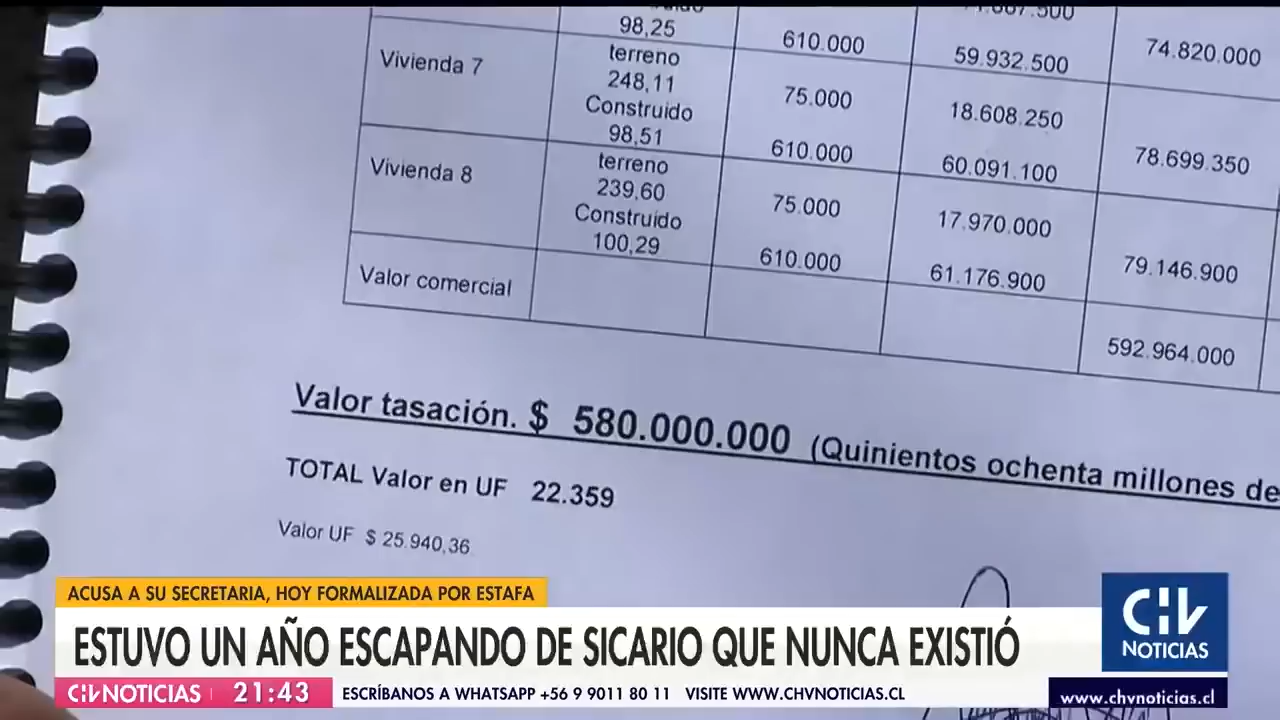 98,25 610.000 59.932.500 74.820.000
Vivienda 7 terreno
248,11 75.000 18.608.250
Construido
98,51 610.000 60.091.100 78.699.350
Vivienda 8 terreno
239,60 75.000 17.970.000
Construido
100,29 610.000 61.176.900 79.146.900
Valor comercial 592.964.000
Valor tasación. $ 580.000.000 (Quinientos ochenta millones de
TOTAL Valor en UF 22.359
Valor UF $ 25.940,36
ACUSA A SU SECRETARIA, HOY FORMALIZADA POR ESTAFA
ESTUVO UN AÑO ESCAPANDO DE SICARIO QUE NUNCA EXISTIÓ
CHV NOTICIAS 21:43 ESCRÍBANOS A WHATSAPP +56 9 9011 80 11 VISITE WWW.CHVNOTICIAS.CL
CHV
NOTICIAS
www.chvnoticias.cl